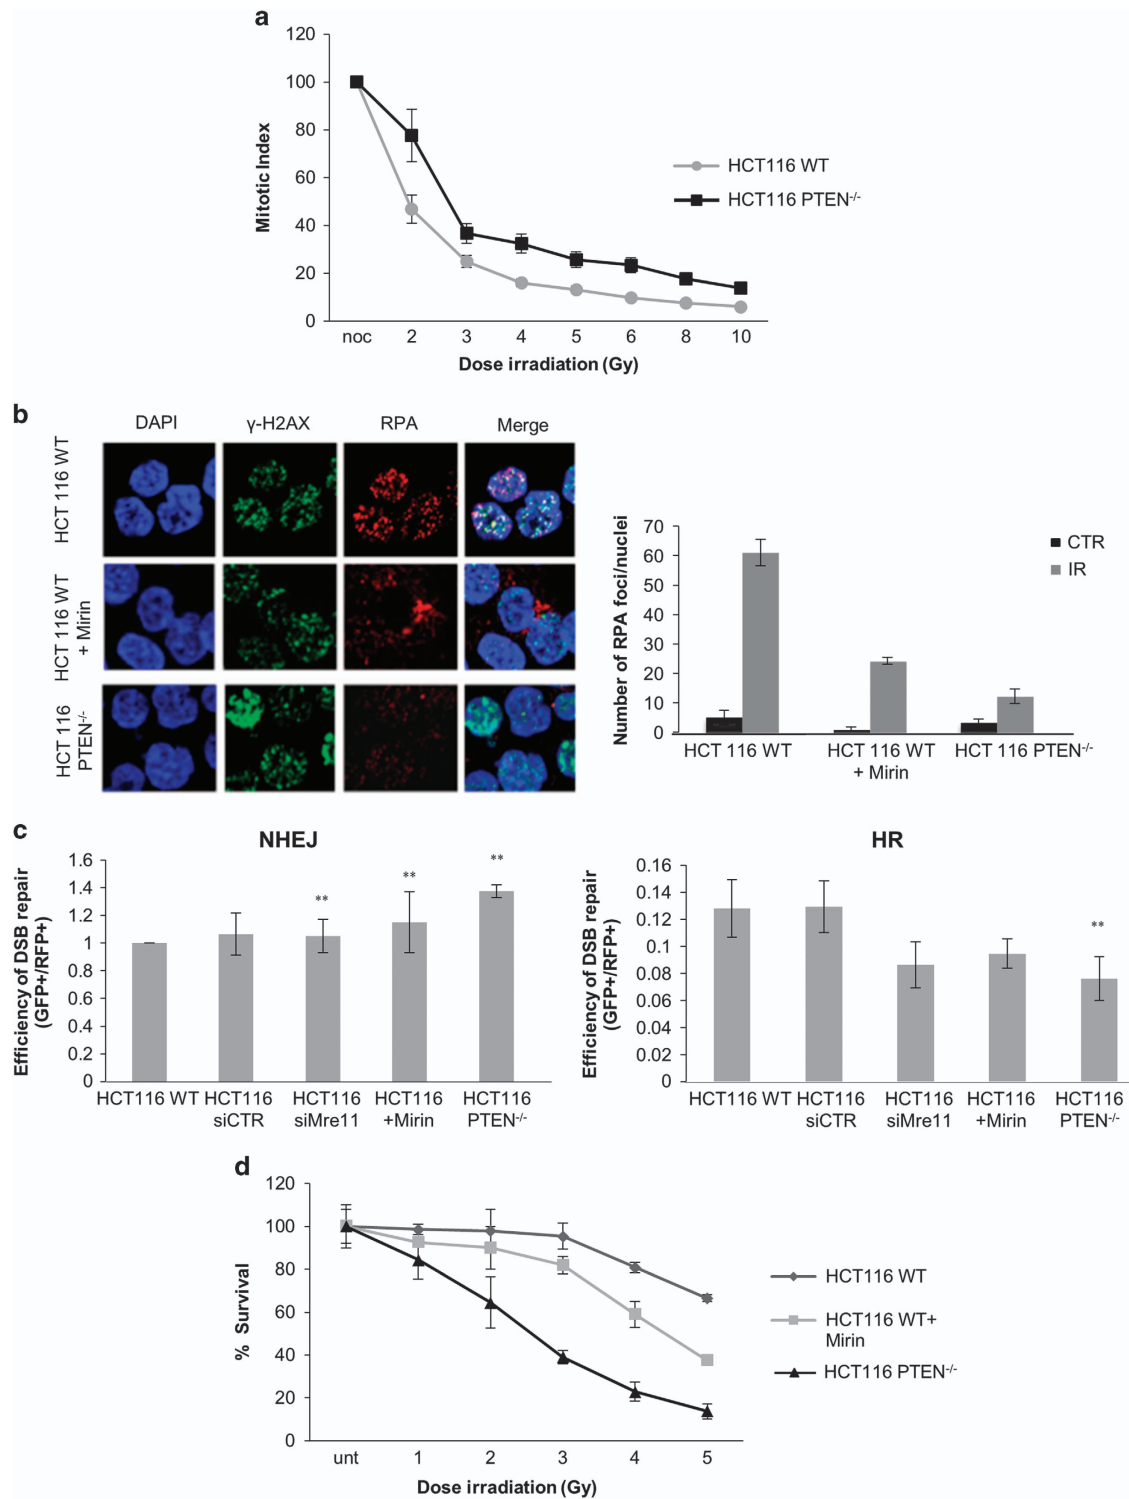 a
120
100
80
60
40
20
0
Mitotic Index
noc 2 3 4 5 6 8 10
Dose irradiation (Gy)
HCT116 WT
HCT116 PTEN-/-
b
DAPI γ-H2AX RPA Merge
HCT 116 WT
HCT 116 WT
+ Mirin
HCT 116
PTEN-/-
70
60
50
40
30
20
10
0
Number of RPA foci/nuclei
CTR
IR
HCT 116 WT HCT 116 WT HCT 116 PTEN-/-
+ Mirin
c
NHEJ
1.6
1.4
1.2
1
0.8
0.6
0.4
0.2
0
Efficiency of DSB repair
(GFP+/RFP+)
** ** **
HCT116 WT HCT116 HCT116 HCT116 HCT116
siCTR siMre11 +Mirin PTEN-/-
HR
0.16
0.14
0.12
0.1
0.08
0.06
0.04
0.02
0
Efficiency of DSB repair
(GFP+/RFP+)
**
HCT116 WT HCT116 HCT116 HCT116 HCT116
siCTR siMre11 +Mirin PTEN-/-
d
120
100
80
60
40
20
0
% Survival
unt 1 2 3 4 5
Dose irradiation (Gy)
HCT116 WT
HCT116 WT+
Mirin
HCT116 PTEN-/-